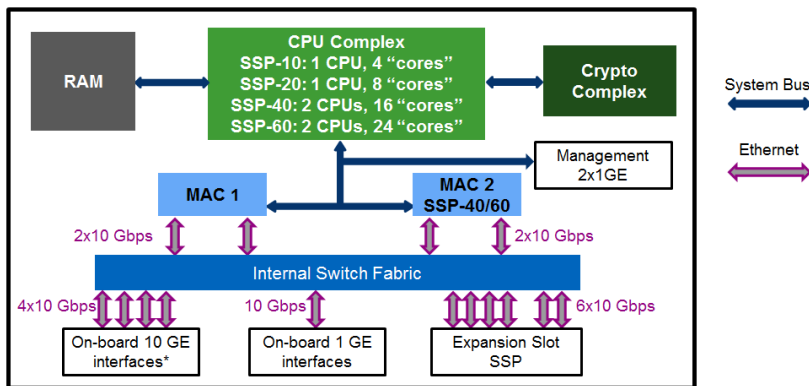 CPU Complex
SSP-10: 1 CPU, 4 “cores”
SSP-20: 1 CPU, 8 “cores”
SSP-40: 2 CPUs, 16 “cores”
SSP-60: 2 CPUs, 24 “cores”
RAM
Crypto
Complex
System Bus
Ethernet
Management
2x1GE
MAC 1
MAC 2
SSP-40/60
2x10 Gbps
2x10 Gbps
Internal Switch Fabric
4x10 Gbps
10 Gbps
6x10 Gbps
On-board 10 GE
interfaces*
On-board 1 GE
interfaces
Expansion Slot
SSP